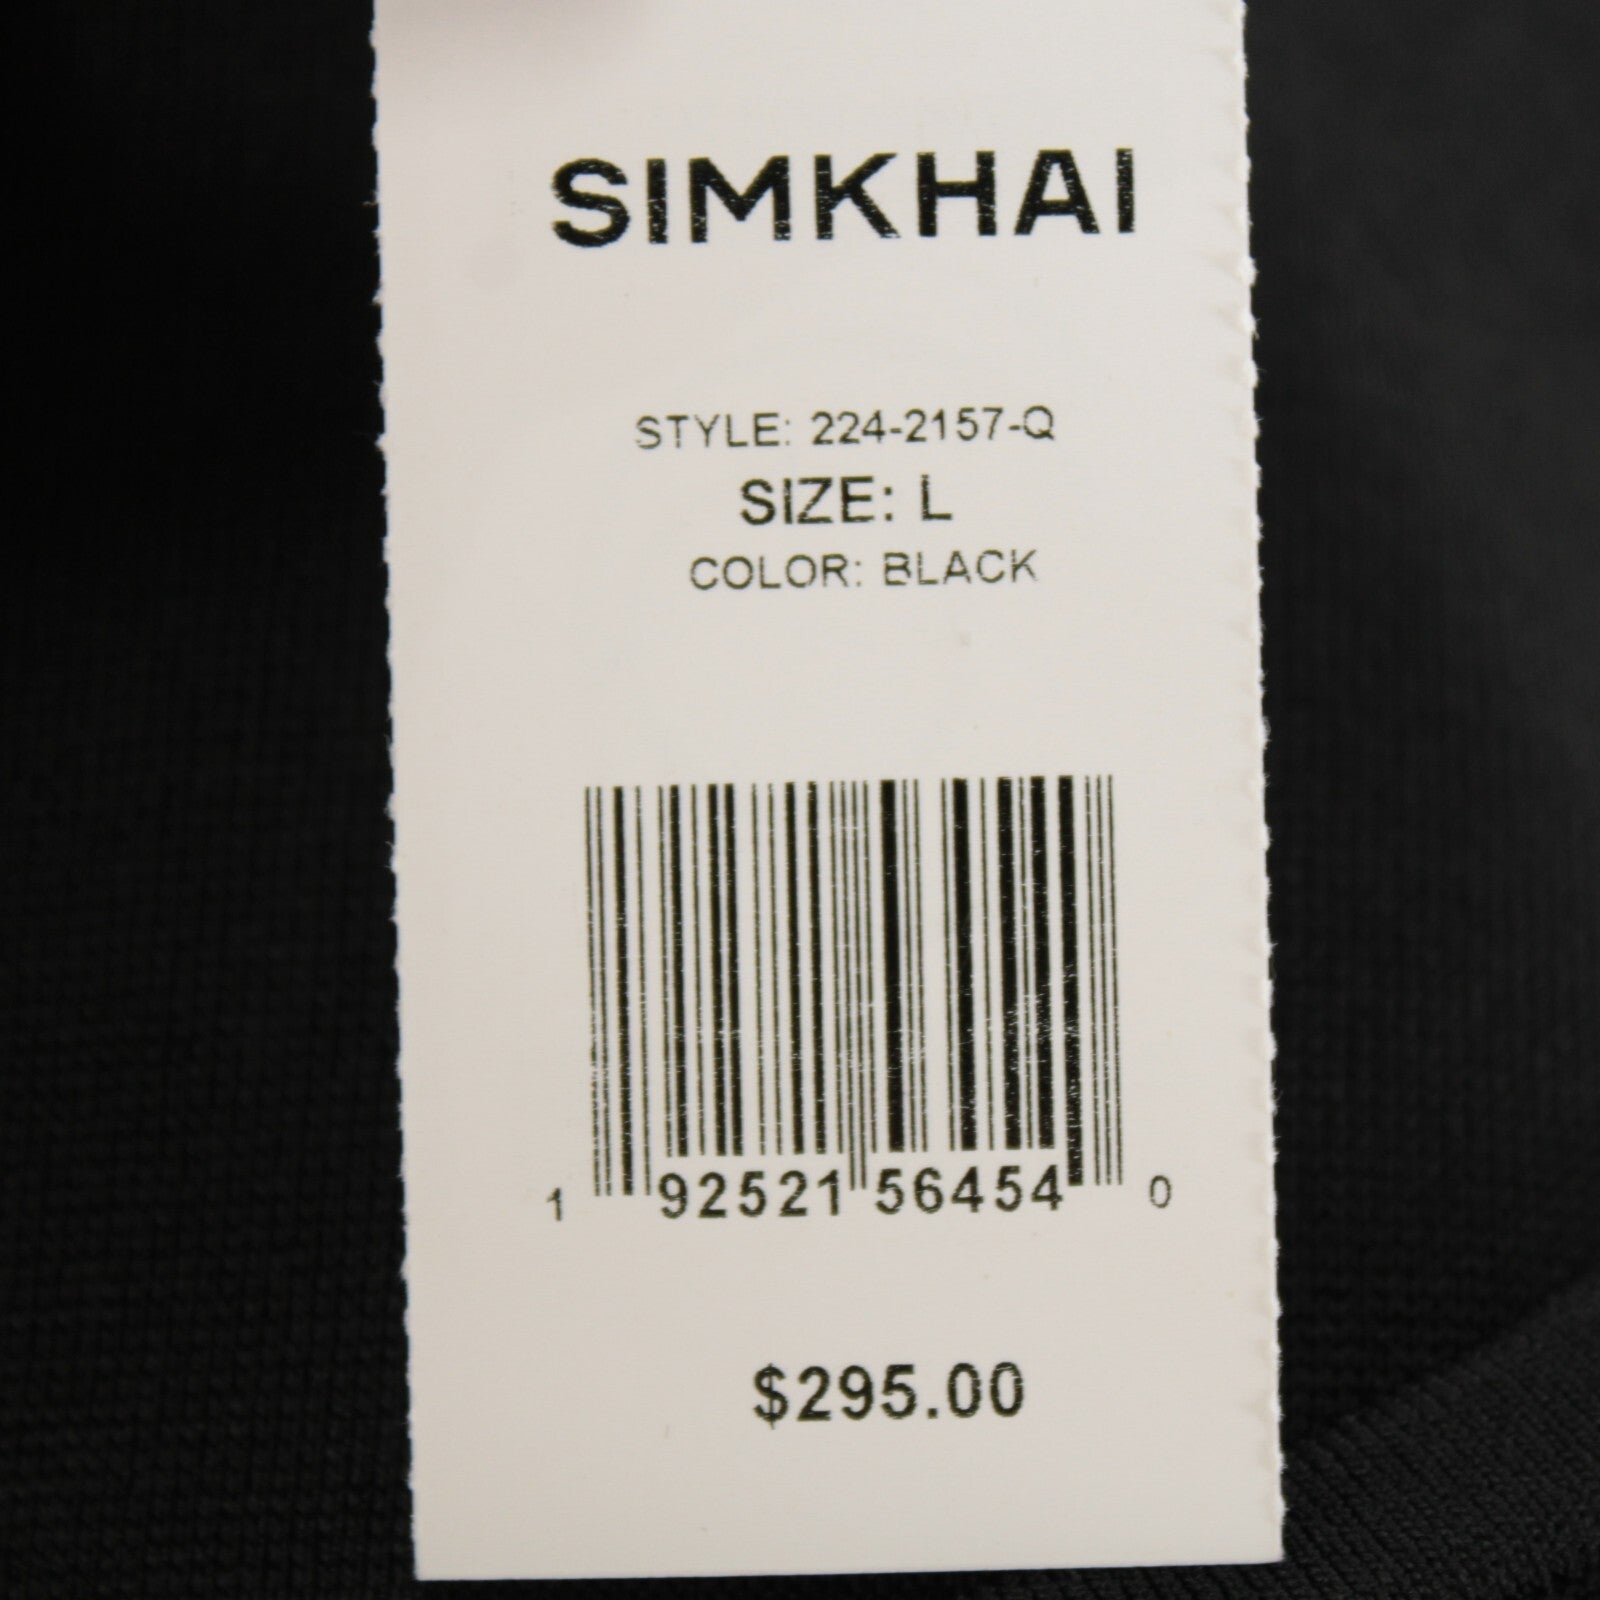 SIMKHAI
STYLE: 224-2157-Q
SIZE: L
COLOR: BLACK
1 92521 56454 0
$295.00